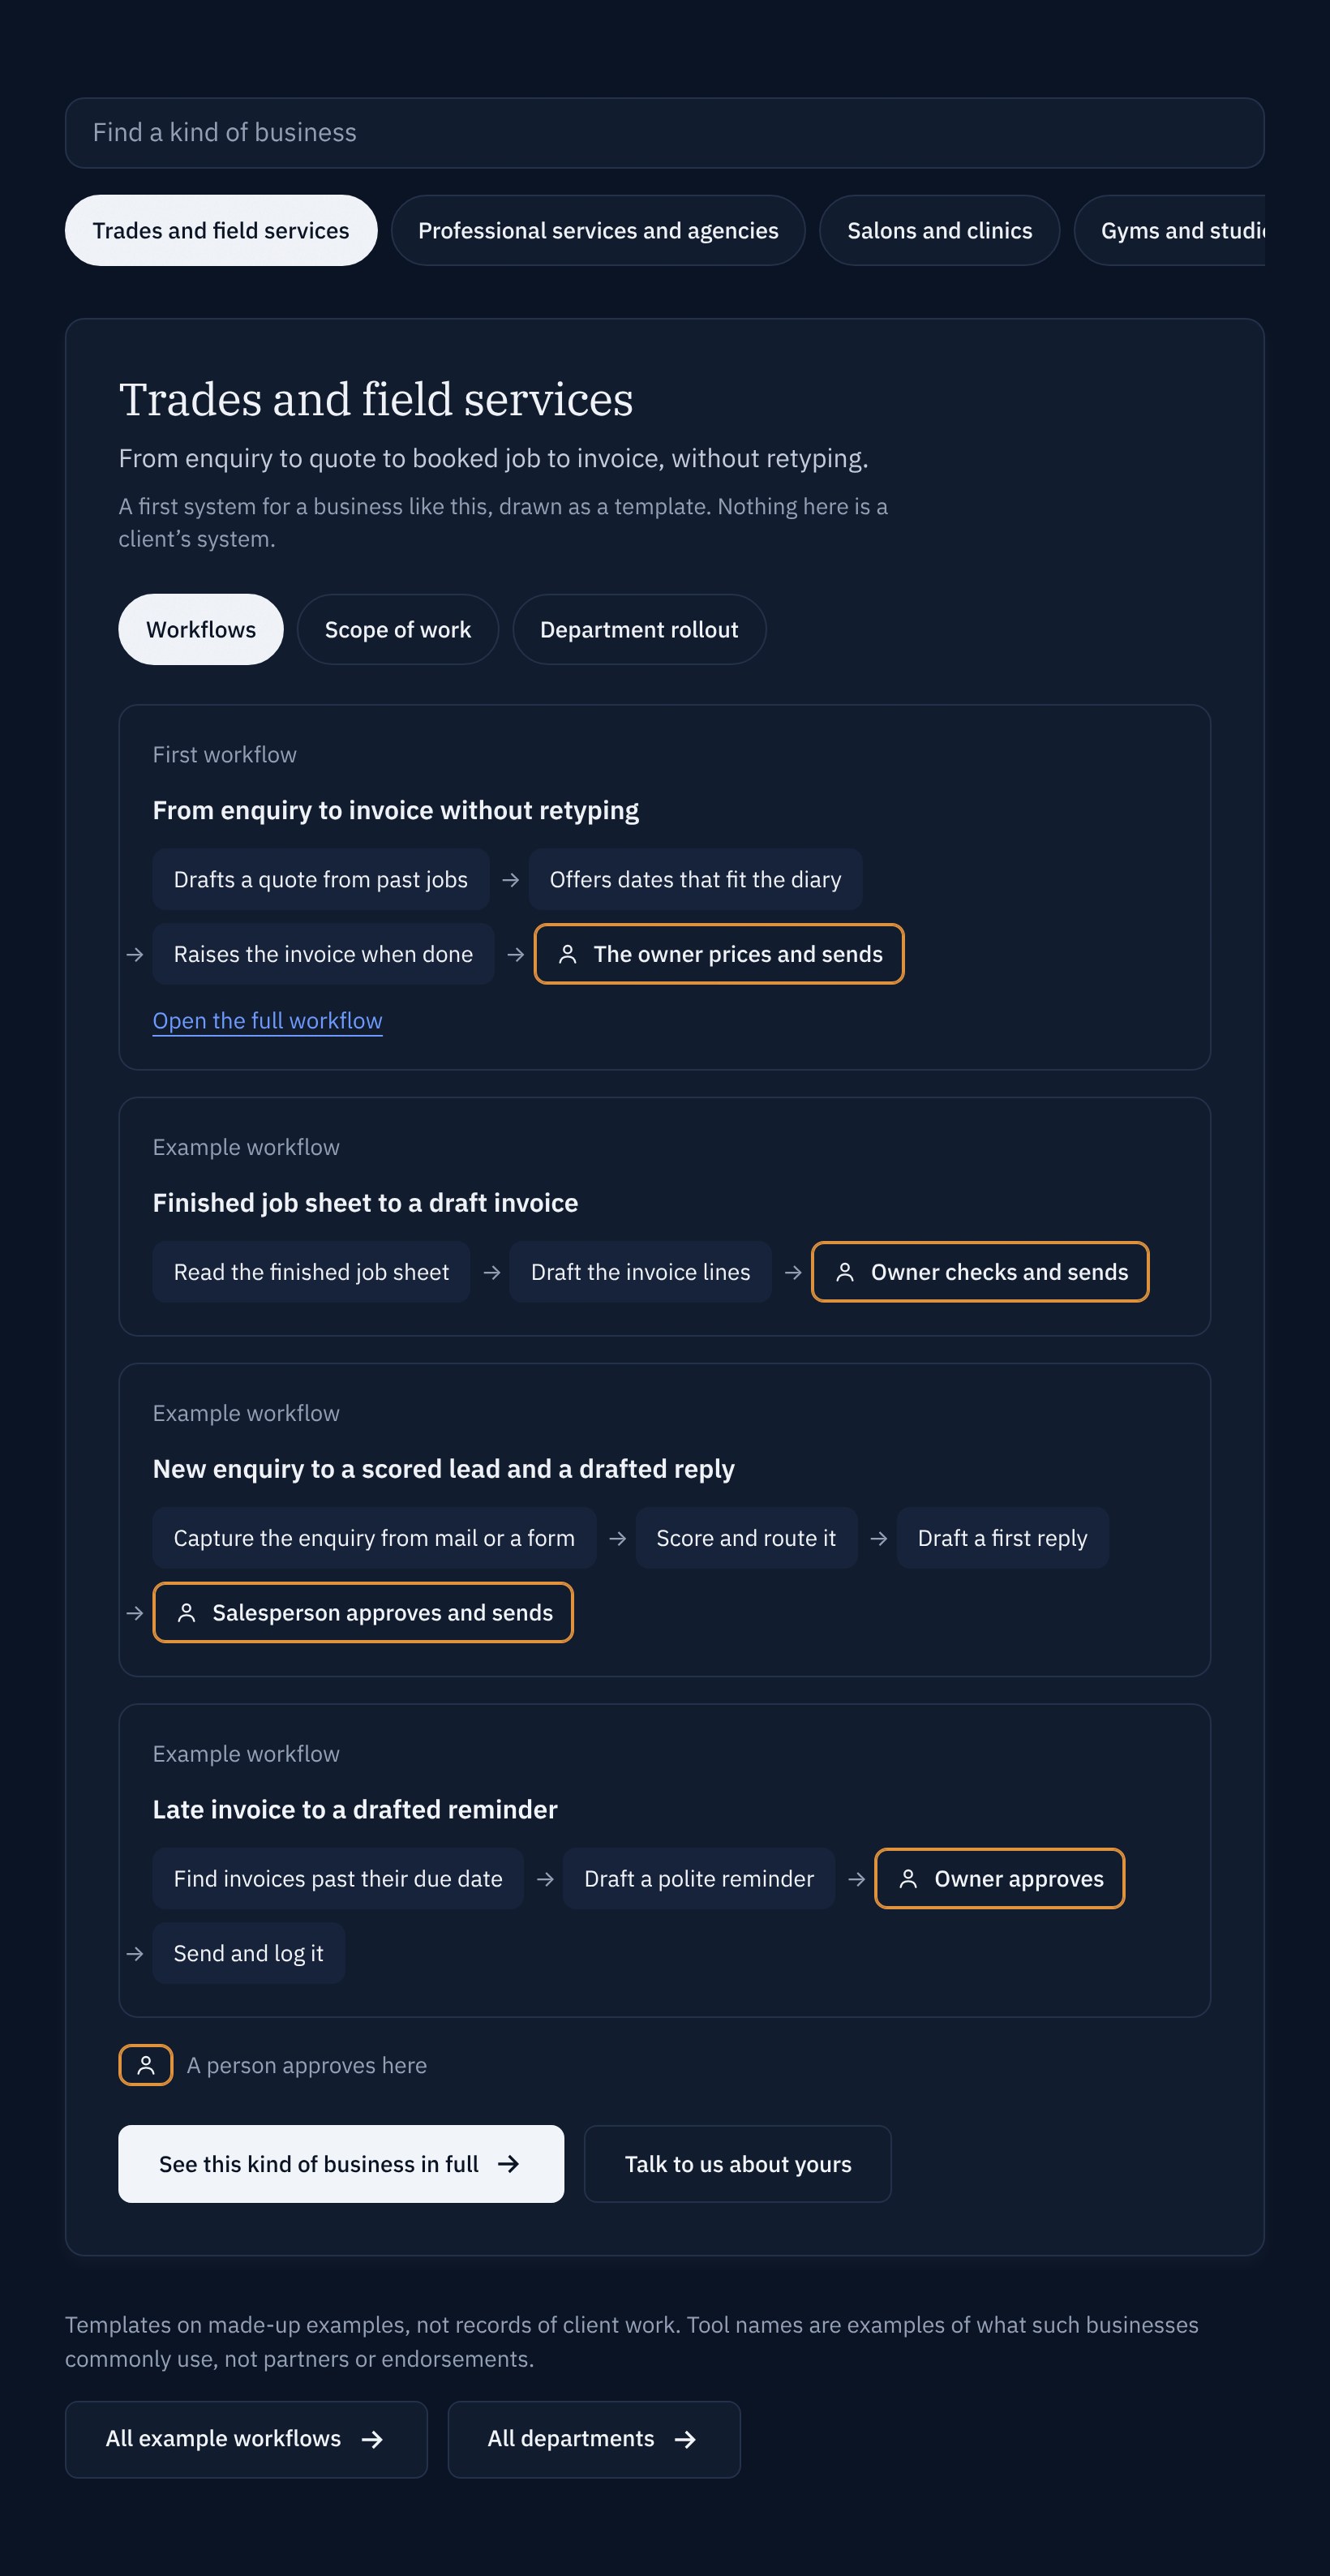 Find a kind of business
Trades and field services
Professional services and agencies
Salons and clinics
Gyms and
Trades and field services
From enquiry to quote to booked job to invoice, without retyping.
A first system for a business like this, drawn as a template. Nothing here is a
client’s system.
Workflows
Scope of work
Department rollout
First workflow
From enquiry to invoice without retyping
Drafts a quote from past jobs → Offers dates that fit the diary
→ Raises the invoice when done → The owner prices and sends
Open the full workflow
Example workflow
Finished job sheet to a draft invoice
Read the finished job sheet → Draft the invoice lines → Owner checks and sends
Example workflow
New enquiry to a scored lead and a drafted reply
Capture the enquiry from mail or a form → Score and route it → Draft a first reply
→ Salesperson approves and sends
Example workflow
Late invoice to a drafted reminder
Find invoices past their due date → Draft a polite reminder → Owner approves
→ Send and log it
A person approves here
See this kind of business in full →
Talk to us about yours
Templates on made-up examples, not records of client work. Tool names are examples of what such businesses
commonly use, not partners or endorsements.
All example workflows →
All departments →